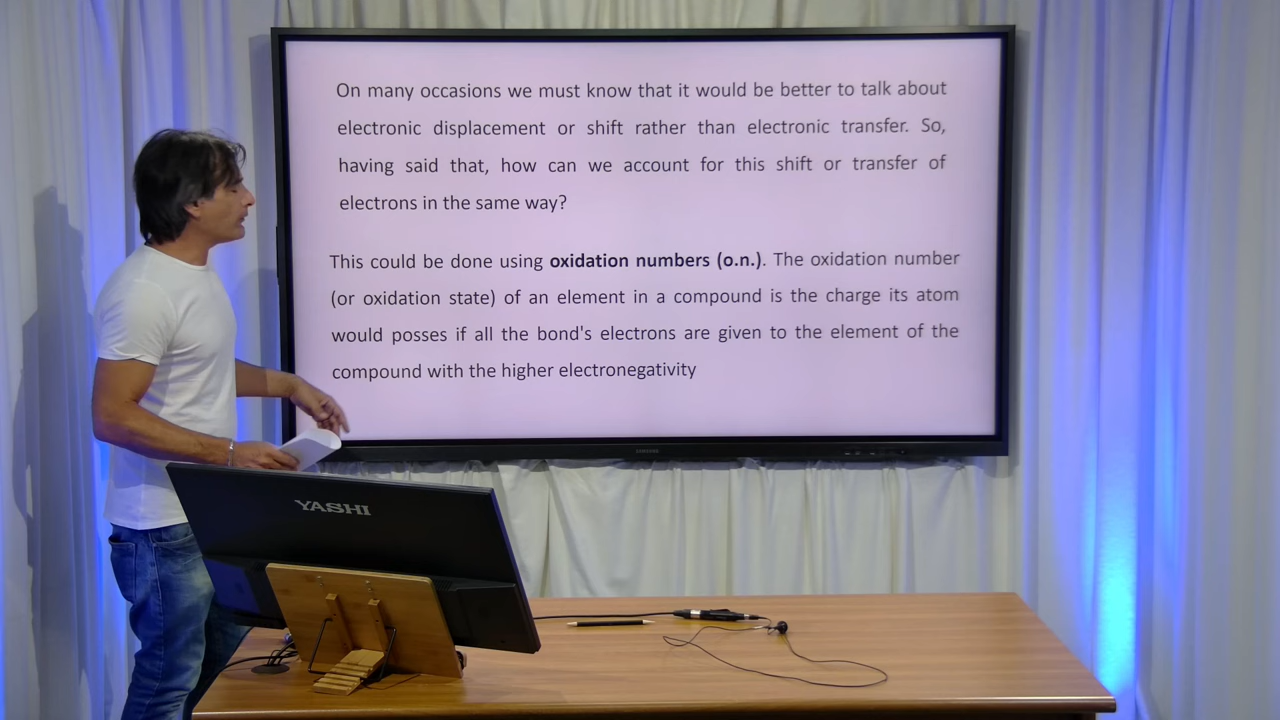 On many occasions we must know that it would be better to talk about
electronic displacement or shift rather than electronic transfer. So,
having said that, how can we account for this shift or transfer of
electrons in the same way?
This could be done using oxidation numbers (o.n.). The oxidation number
(or oxidation state) of an element in a compound is the charge its atom
would posses if all the bond's electrons are given to the element of the
compound with the higher electronegativity
SAMSUNG
YASHI